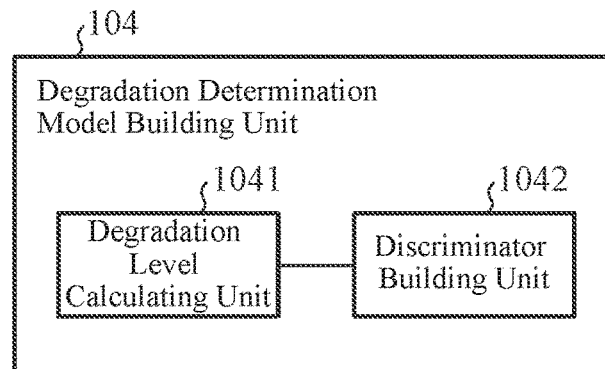 104
Degradation Determination
Model Building Unit
1041
Degradation
Level
Calculating Unit
1042
Discriminator
Building Unit